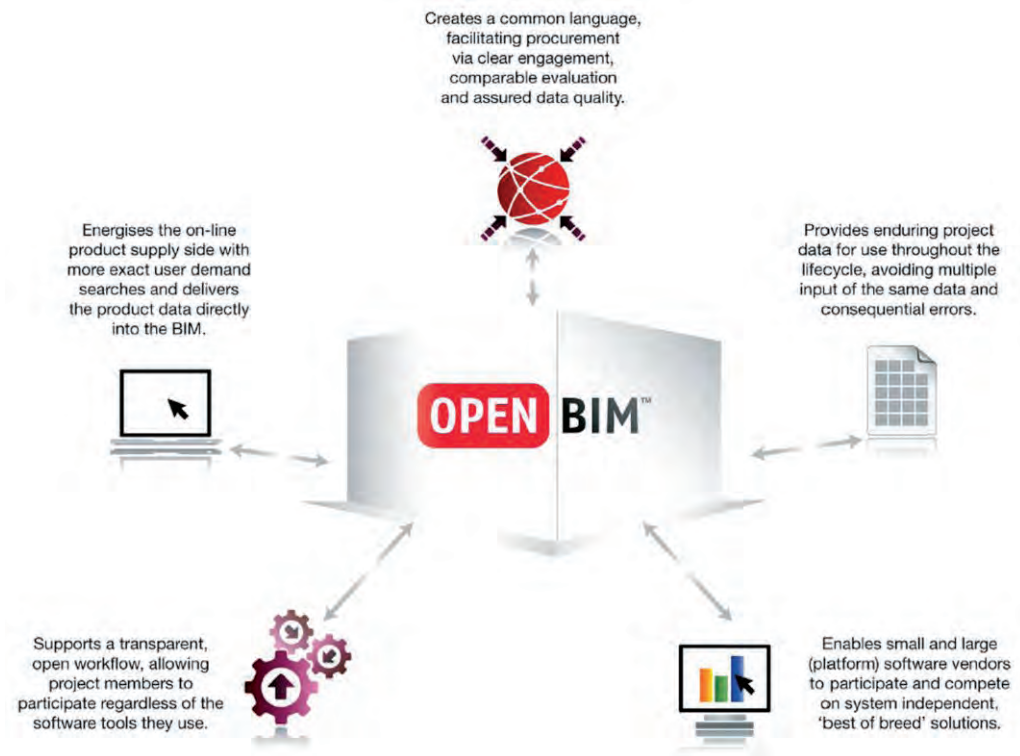 Creates a common language,
facilitating procurement
via clear engagement,
comparable evaluation
and assured data quality.
Energises the on-line
product supply side with
more exact user demand
searches and delivers
the product data directly
into the BIM.
Provides enduring project
data for use throughout the
lifecycle, avoiding multiple
input of the same data and
consequential errors.
OPEN BIM™
Supports a transparent,
open workflow, allowing
project members to
participate regardless of the
software tools they use.
Enables small and large
(platform) software vendors
to participate and compete
on system independent,
‘best of breed’ solutions.